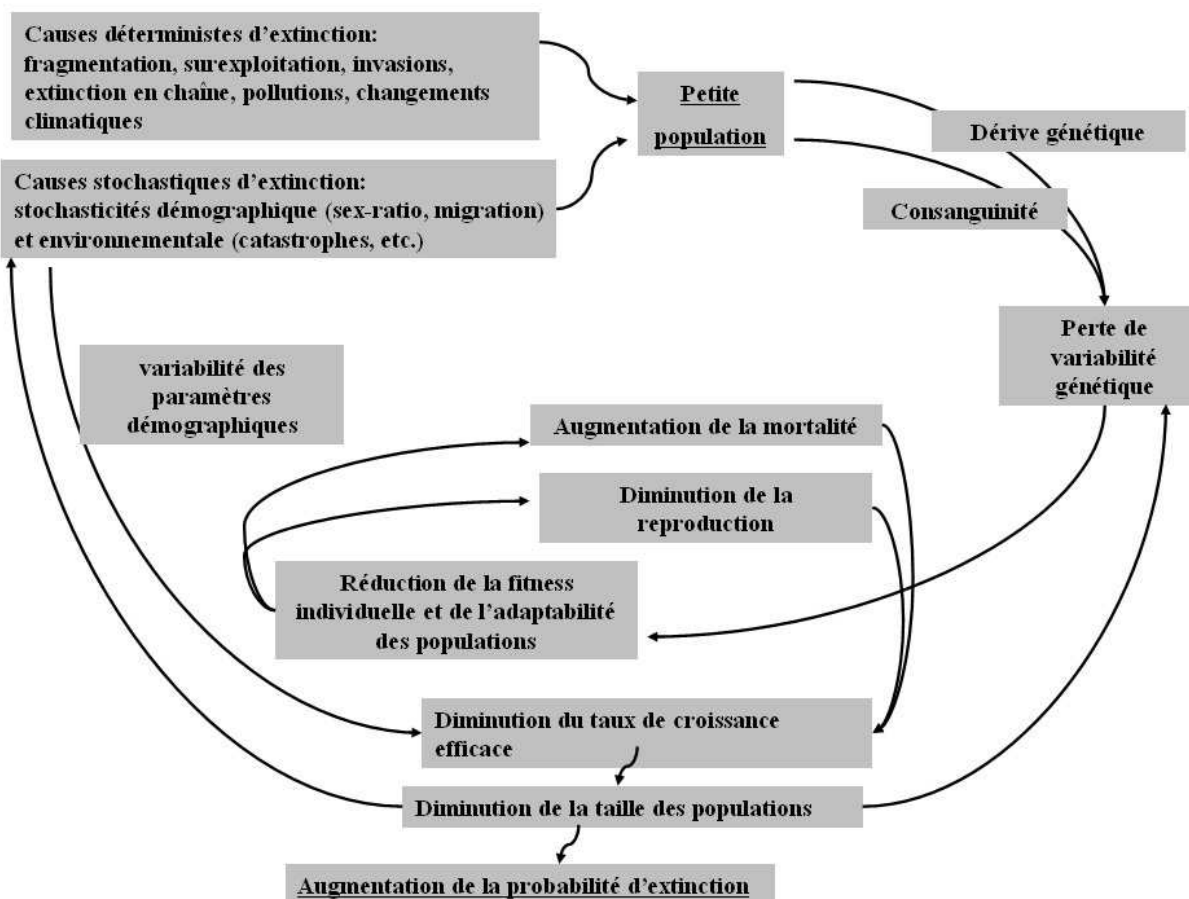 Causes déterministes d’extinction:
fragmentation, surexploitation, invasions,
extinction en chaîne, pollutions, changements
climatiques
Petite
population
Dérive génétique
Causes stochastiques d’extinction:
stochasticités démographique (sex-ratio, migration)
et environnementale (catastrophes, etc.)
Consanguinité
Perte de
variabilité
génétique
variabilité des
paramètres
démographiques
Augmentation de la mortalité
Diminution de la
reproduction
Réduction de la fitness
individuelle et de l’adaptabilité
des populations
Diminution du taux de croissance
efficace
Diminution de la taille des populations
Augmentation de la probabilité d’extinction